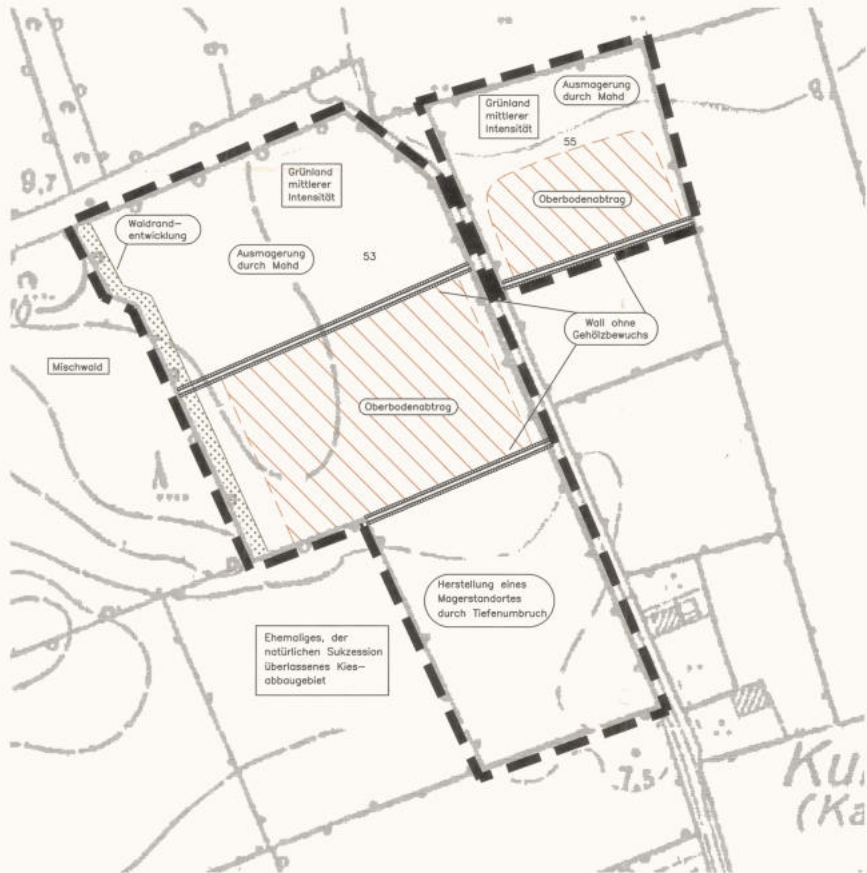 Ausmagerung
durch Mahd
Grünland
mittlerer
Intensität
8
55
9,7
Grünland
mittlerer
Intensität
Oberbodenabtrag
Waldrand-
entwicklung
Ausmagerung
durch Mahd
53
Wall ohne
Gehölzbewuchs
Mischwald
Oberbodenabtrag
Herstellung eines
Magerstandortes
durch Tiefenumbruch
Ehemaliges, der
natürlichen Sukzession
überlassenes Kies-
abbaugebiet
7,5
(Ka